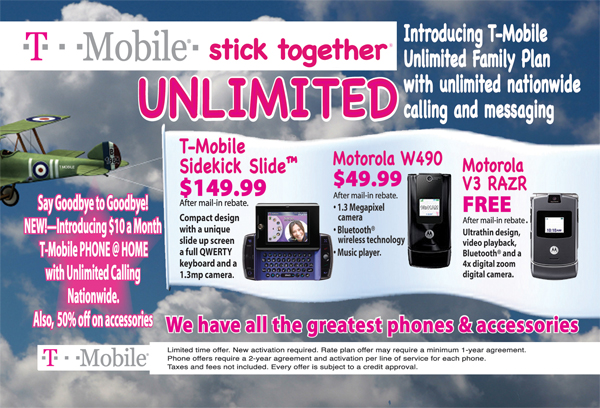 T··Mobile· stick together
UNLIMITED
Introducing T-Mobile
Unlimited Family Plan
with unlimited nationwide
calling and messaging
T-Mobile
Sidekick Slide™
$149.99
After mail-in rebate.
Compact design
with a unique
slide up screen
a full QWERTY
keyboard and a
1.3mp camera.
Motorola W490
$49.99
After mail-in rebate.
• 1.3 Megapixel
camera
• Bluetooth®
wireless technology
• Music player.
Motorola
V3 RAZR
FREE
After mail-in rebate.
Ultrathin design,
video playback,
Bluetooth® and a
4x digital zoom
digital camera.
Say Goodbye to Goodbye!
NEW!—Introducing $10 a Month
T-Mobile PHONE @ HOME
with Unlimited Calling
Nationwide.
Also, 50% off on accessories
We have all the greatest phones & accessories
T··Mobile·
Limited time offer. New activation required. Rate plan offer may require a minimum 1-year agreement.
Phone offers require a 2-year agreement and activation per line of service for each phone.
Taxes and fees not included. Every offer is subject to a credit approval.